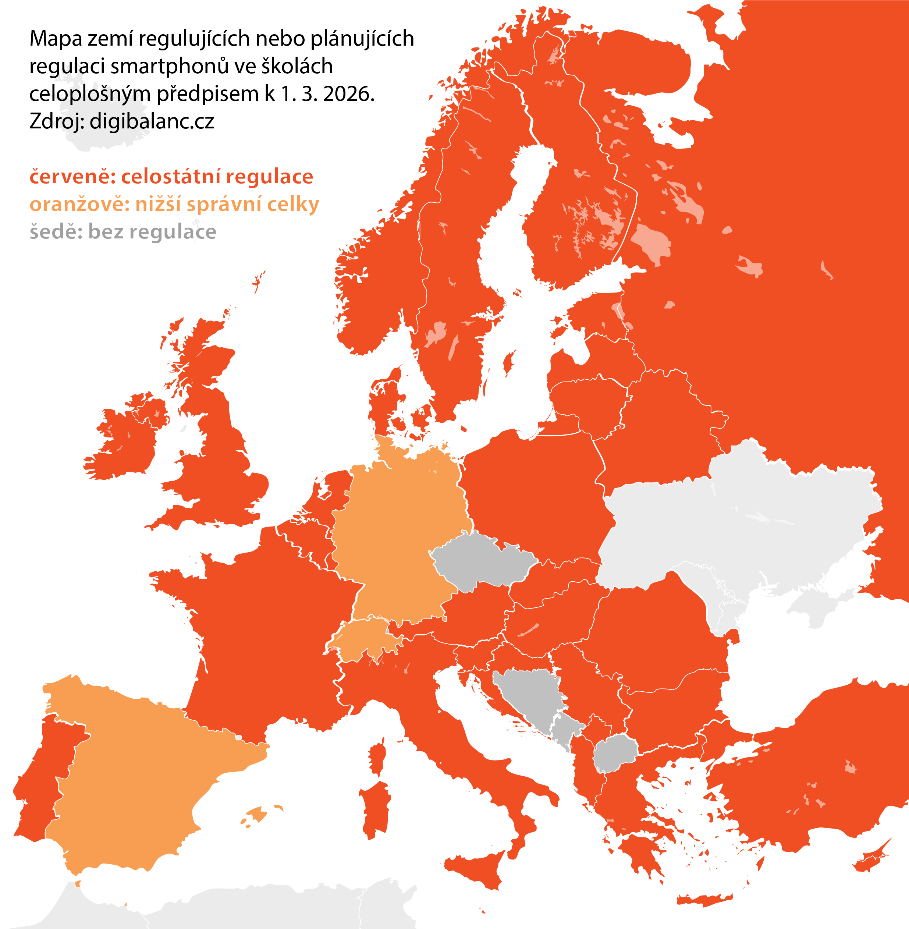 Mapa zemí regulujících nebo plánujících
regulaci smartphonů ve školách
celoplošným předpisem k 1. 3. 2026.
Zdroj: digibalanc.cz
červeně: celostátní regulace
oranžově: nižší správní celky
šedě: bez regulace